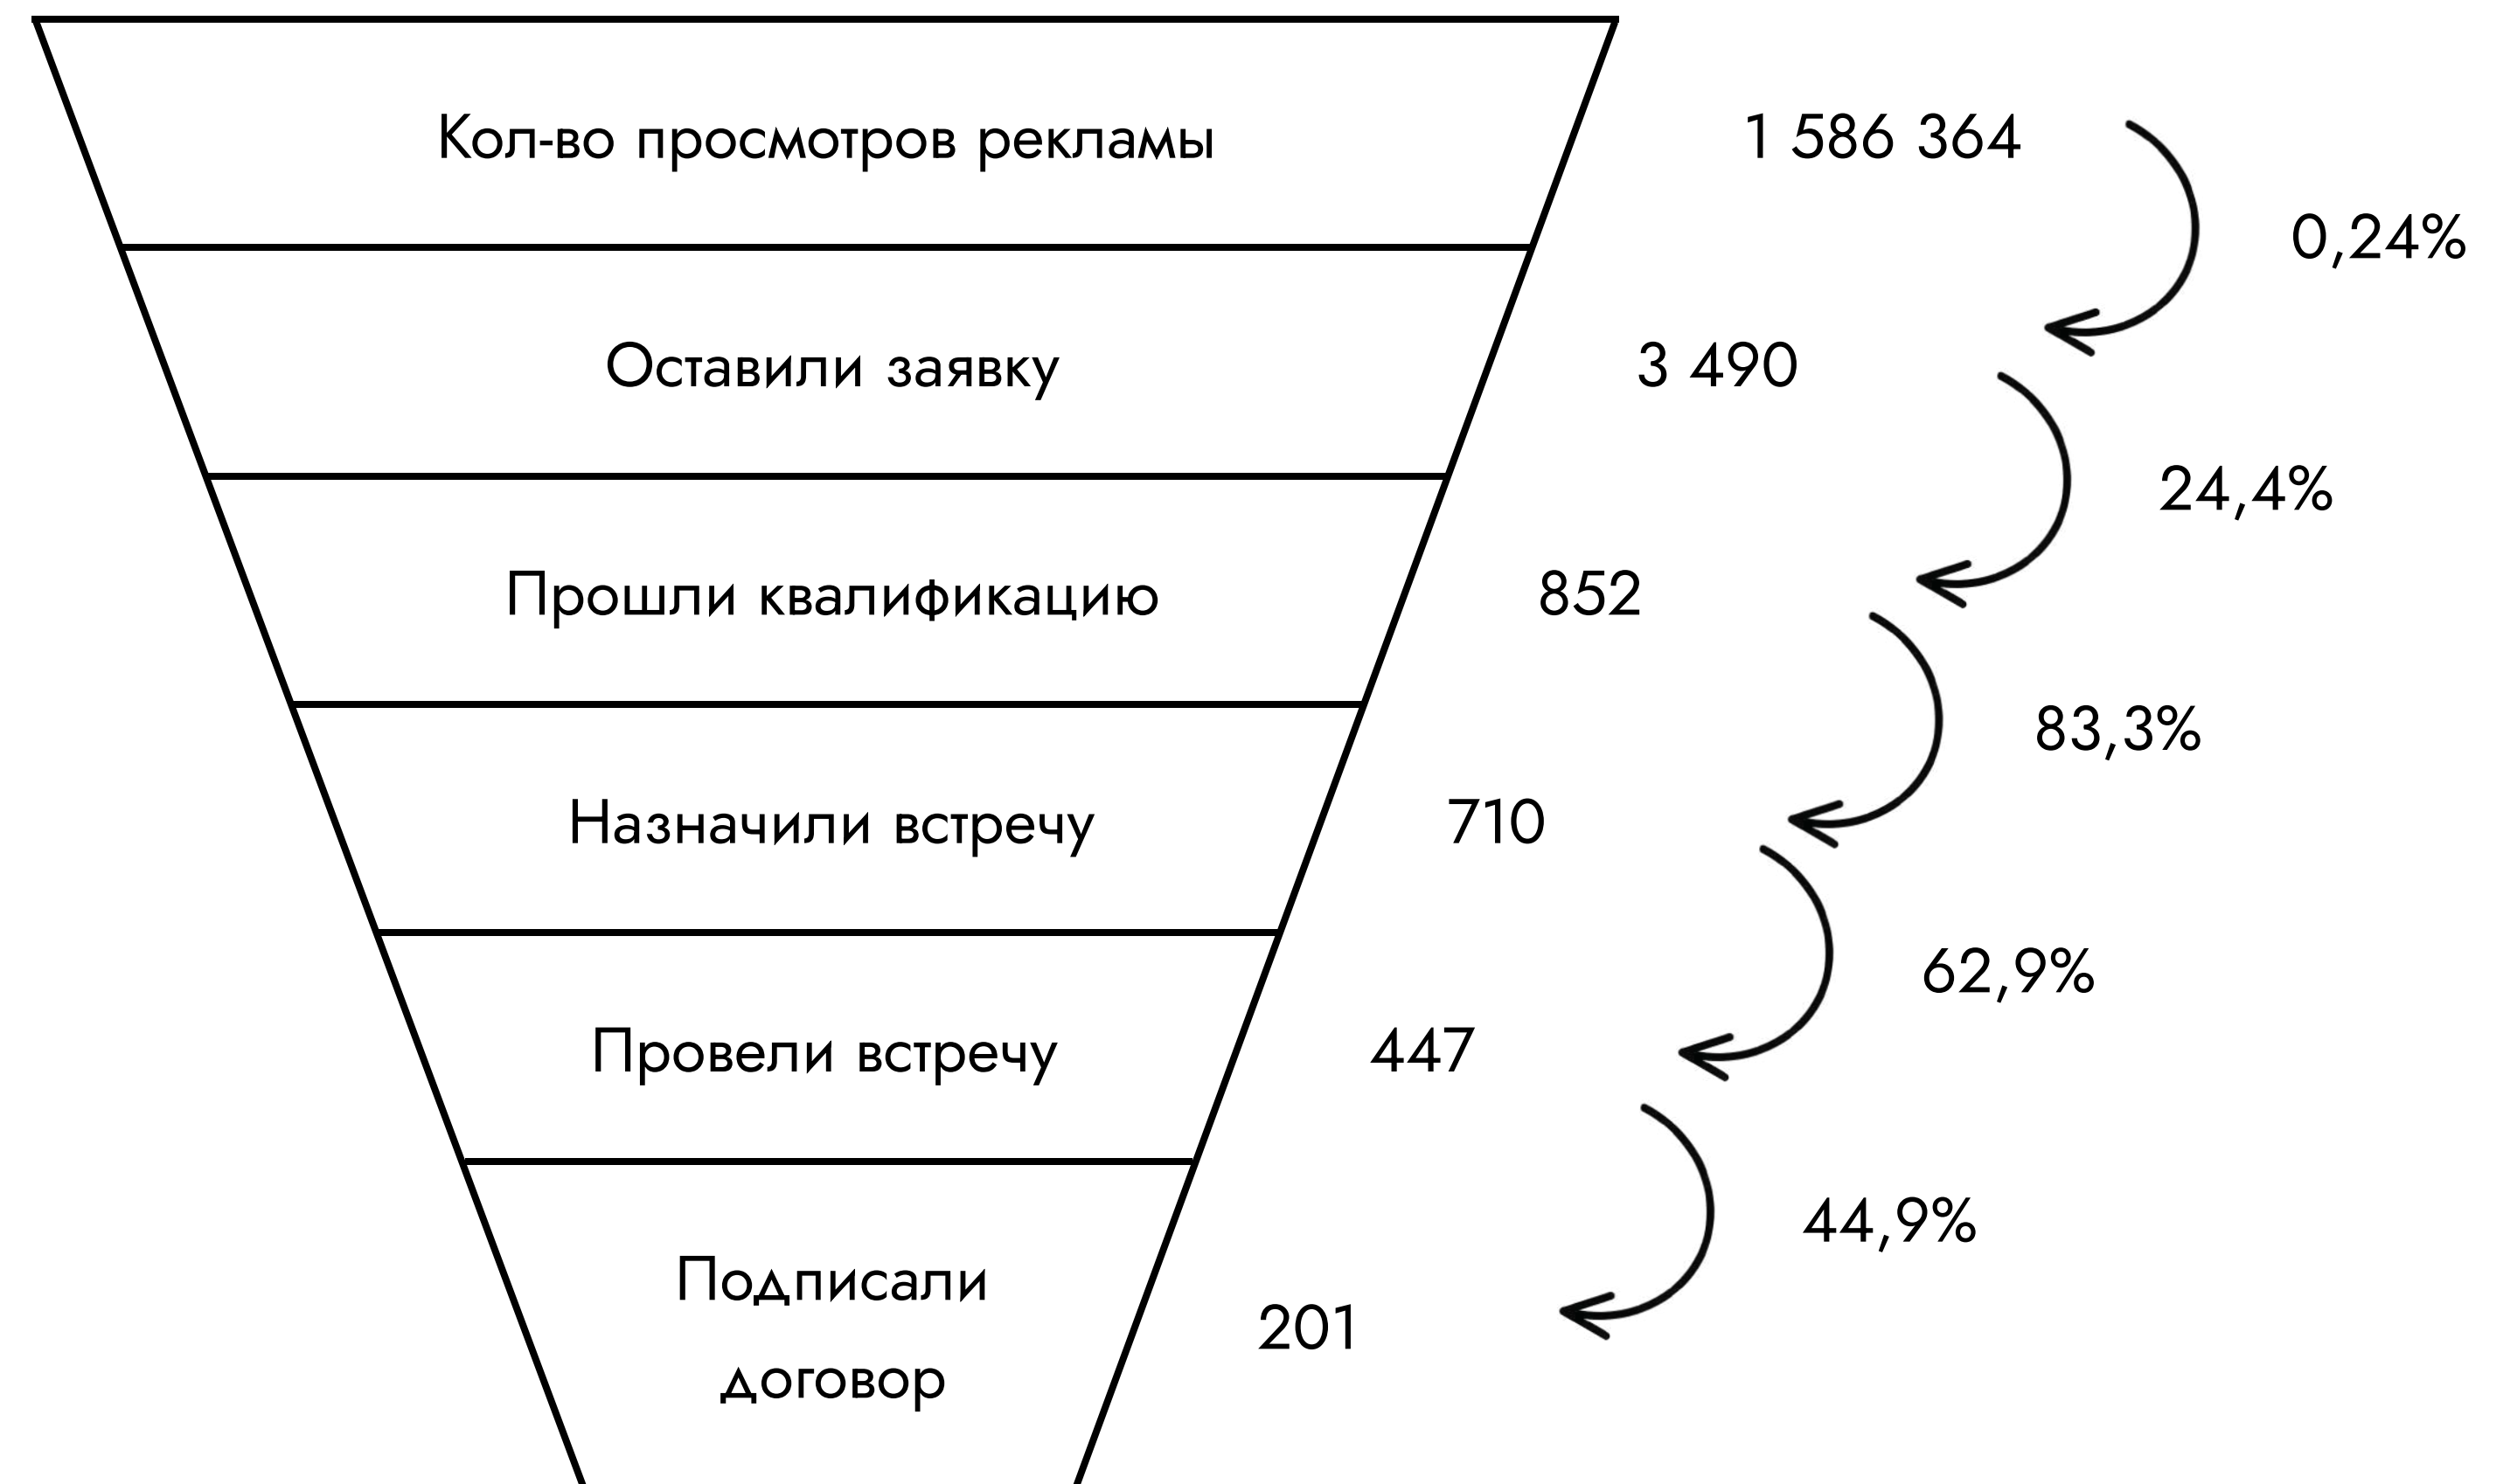 Кол-во просмотров рекламы
1 586 364
0,24%
Оставили заявку
3 490
24,4%
Прошли квалификацию
852
83,3%
Назначили встречу
710
62,9%
Провели встречу
447
44,9%
Подписали
договор
201